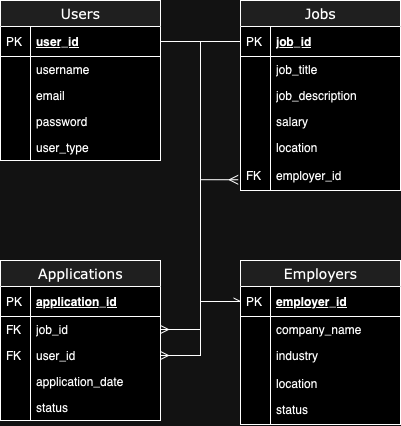 Users
PK user_id
username
email
password
user_type
Jobs
PK job_id
job_title
job_description
salary
location
FK employer_id
Applications
PK application_id
FK job_id
FK user_id
application_date
status
Employers
PK employer_id
company_name
industry
location
status